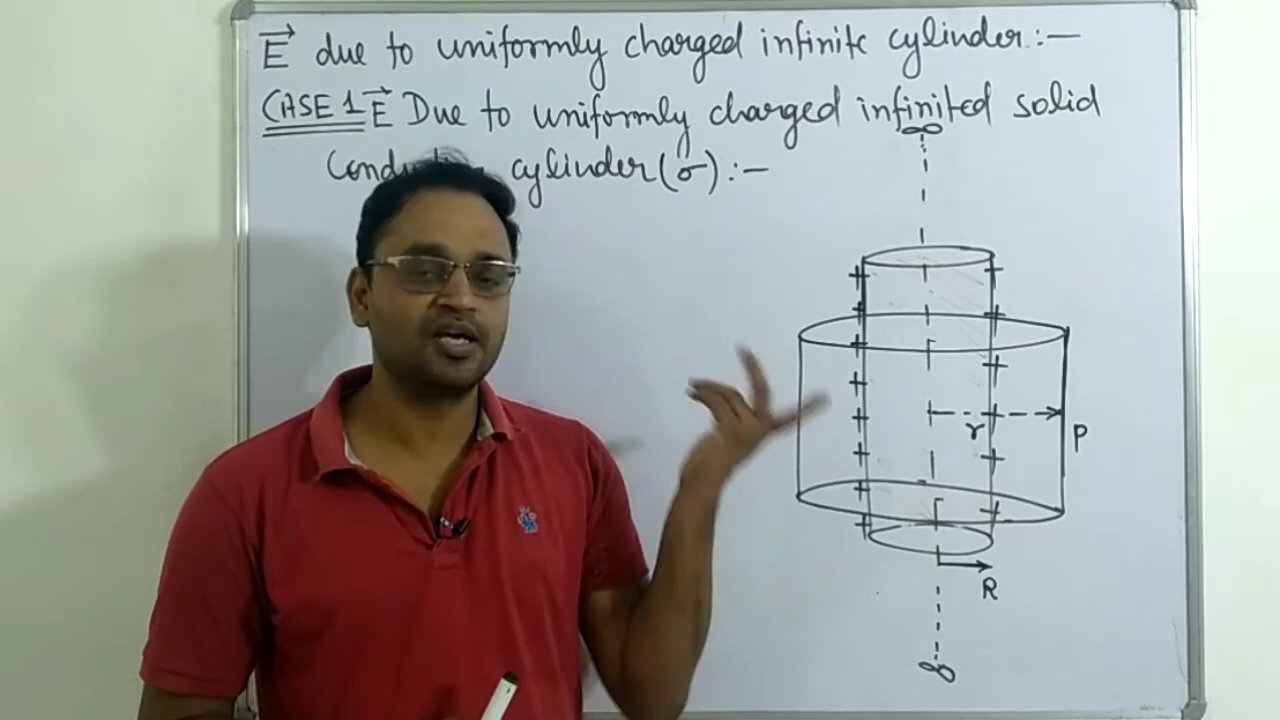 E due to uniformly charged infinite cylinder:-
CASE 1 E Due to uniformly charged infinited solid
cylinder(σ):-
∞
r
P
R
∞